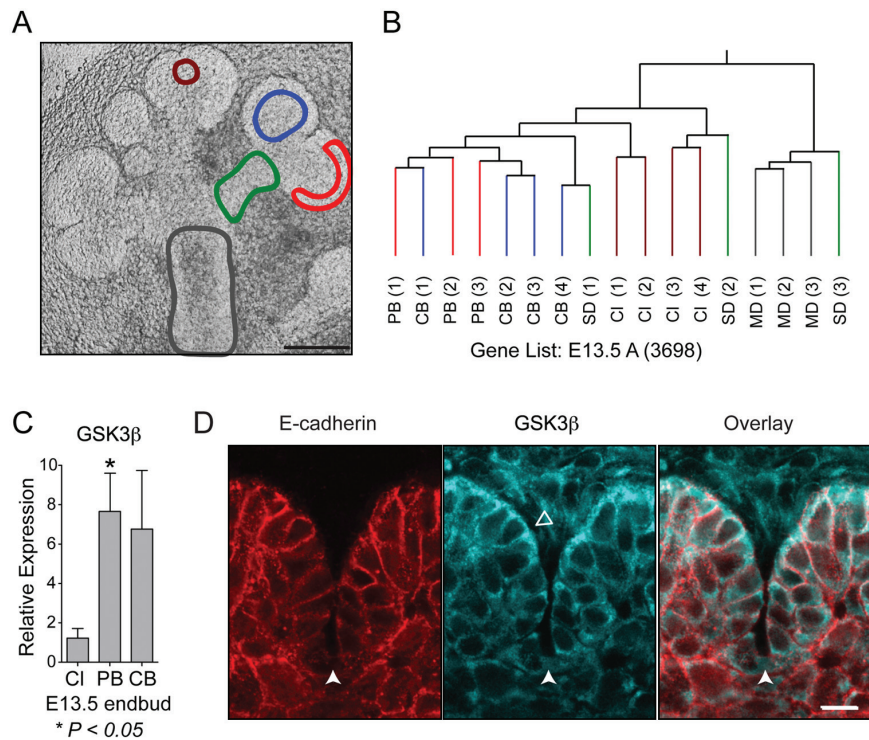 A
B
PB (1)
CB (1)
PB (2)
PB (3)
CB (2)
CB (3)
CB (4)
SD (1)
CI (1)
CI (2)
CI (3)
CI (4)
SD (2)
MD (1)
MD (2)
MD (3)
SD (3)
Gene List: E13.5 A (3698)
C
GSK3β
Relative Expression
10
8
6
4
2
0
CI PB CB
*
E13.5 endbud
* P < 0.05
D
E-cadherin
GSK3β
Overlay